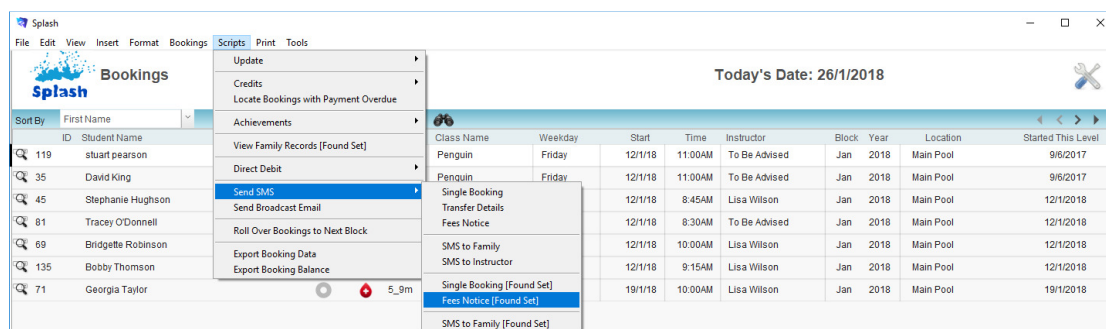 Splash
File Edit View Insert Format Bookings Scripts Print Tools
Splash
Bookings
Today's Date: 26/1/2018
Update
Credits
Locate Bookings with Payment Overdue
Achievements
View Family Records [Found Set]
Direct Debit
Send SMS
Send Broadcast Email
Roll Over Bookings to Next Block
Export Booking Data
Export Booking Balance
Single Booking
Transfer Details
Fees Notice
SMS to Family
SMS to Instructor
Single Booking [Found Set]
Fees Notice [Found Set]
SMS to Family [Found Set]
Sort By First Name
ID Student Name Class Name Weekday Start Time Instructor Block Year Location Started This Level
119 stuart pearson Penguin Friday 12/1/18 11:00AM To Be Advised Jan 2018 Main Pool 9/6/2017
35 David King Penguin Friday 12/1/18 11:00AM To Be Advised Jan 2018 Main Pool 9/6/2017
45 Stephanie Hughson 12/1/18 8:45AM Lisa Wilson Jan 2018 Main Pool 12/1/2018
81 Tracey O'Donnell 12/1/18 8:30AM To Be Advised Jan 2018 Main Pool 12/1/2018
69 Bridgette Robinson 12/1/18 10:00AM Lisa Wilson Jan 2018 Main Pool 12/1/2018
135 Bobby Thomson 12/1/18 9:15AM Lisa Wilson Jan 2018 Main Pool 12/1/2018
71 Georgia Taylor 5_9m 19/1/18 10:00AM Lisa Wilson Jan 2018 Main Pool 19/1/2018